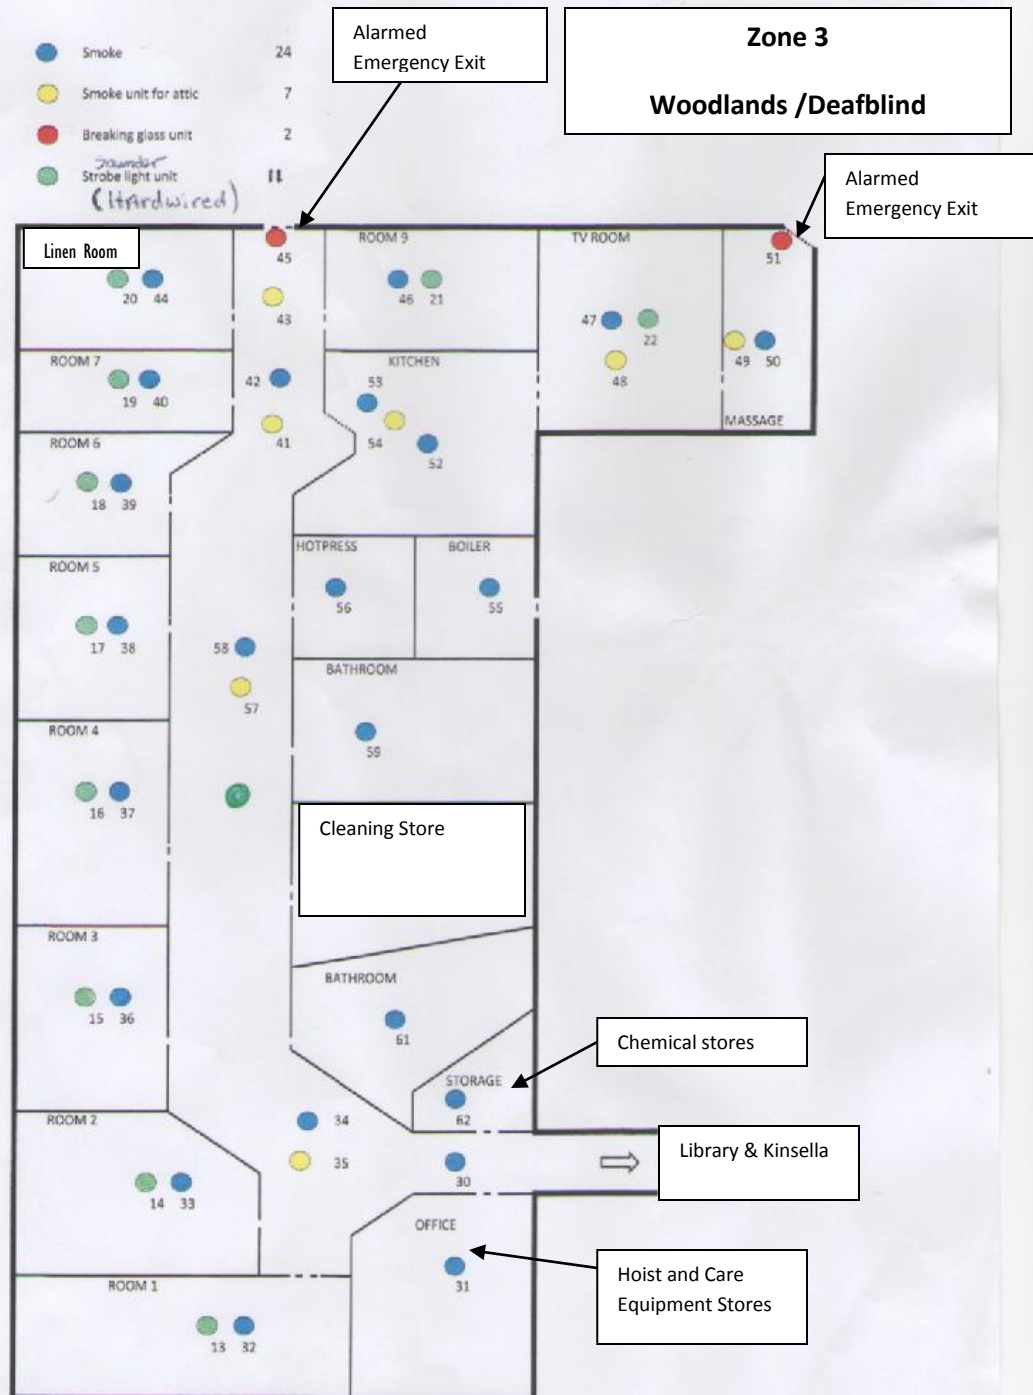 Zone 3
Woodlands /Deafblind
Alarmed
Emergency Exit
Smoke 24
Smoke unit for attic 7
Breaking glass unit 2
Sounder
Strobe light unit 11
(HArdwired)
Alarmed
Emergency Exit
Linen Room
20 44
45
43
ROOM 9
46 21
TV ROOM
47
22
48
51
49 50
MASSAGE
ROOM 7
19 40
42
41
KITCHEN
53
54
52
ROOM 6
18 39
HOTPRESS
56
BOILER
55
ROOM 5
17 38
58
57
BATHROOM
59
ROOM 4
16 37
Cleaning Store
ROOM 3
15 36
BATHROOM
61
Chemical stores
STORAGE
62
ROOM 2
14 33
34
35
30
Library & Kinsella
OFFICE
31
Hoist and Care
Equipment Stores
ROOM 1
13 32